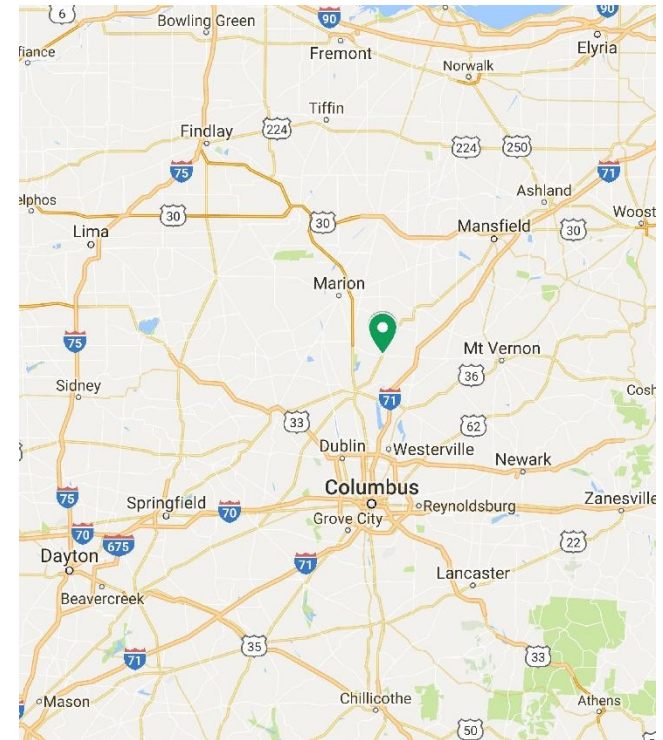 6
Bowling Green
90
90
Fremont
Elyria
fiance
Norwalk
Tiffin
Findlay
224
224
250
75
71
Ashland
elphos
30
30
Mansfield
30
Woost
Lima
Marion
75
Mt Vernon
36
Sidney
71
Cosh
33
62
Dublin
Westerville
Newark
75
Columbus
Springfield
70
Reynoldsburg
Zanesville
70
Grove City
675
22
Dayton
71
Lancaster
Beavercreek
35
33
71
Mason
Chillicothe
Athens
50